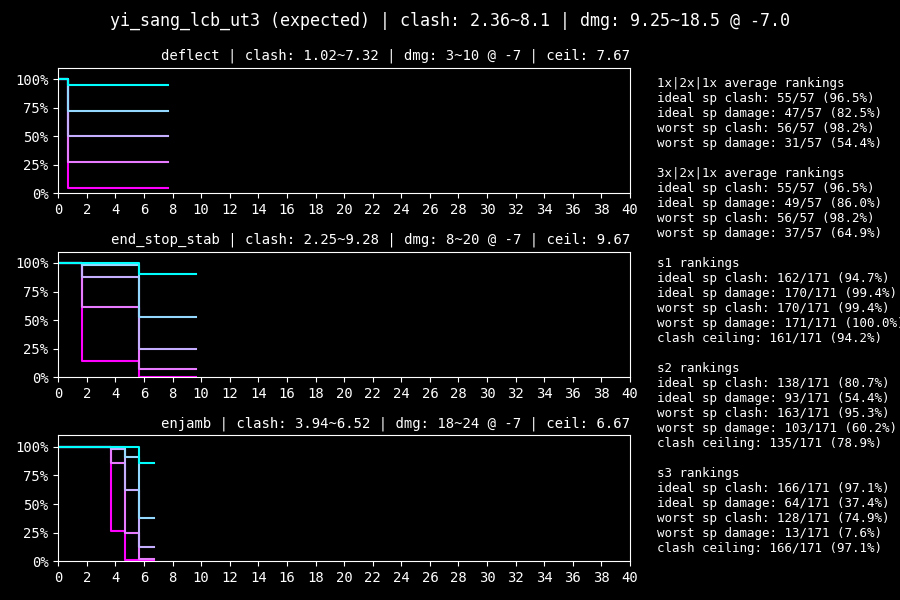 yi_sang_lcb_ut3 (expected) | clash: 2.36~8.1 | dmg: 9.25~18.5 @ -7.0
deflect | clash: 1.02~7.32 | dmg: 3~10 @ -7 | ceil: 7.67
100%
75%
50%
25%
0%
0 2 4 6 8 10 12 14 16 18 20 22 24 26 28 30 32 34 36 38 40
end_stop_stab | clash: 2.25~9.28 | dmg: 8~20 @ -7 | ceil: 9.67
100%
75%
50%
25%
0%
0 2 4 6 8 10 12 14 16 18 20 22 24 26 28 30 32 34 36 38 40
enjamb | clash: 3.94~6.52 | dmg: 18~24 @ -7 | ceil: 6.67
100%
75%
50%
25%
0%
0 2 4 6 8 10 12 14 16 18 20 22 24 26 28 30 32 34 36 38 40
1x|2x|1x average rankings
ideal sp clash: 55/57 (96.5%)
ideal sp damage: 47/57 (82.5%)
worst sp clash: 56/57 (98.2%)
worst sp damage: 31/57 (54.4%)
3x|2x|1x average rankings
ideal sp clash: 55/57 (96.5%)
ideal sp damage: 49/57 (86.0%)
worst sp clash: 56/57 (98.2%)
worst sp damage: 37/57 (64.9%)
s1 rankings
ideal sp clash: 162/171 (94.7%)
ideal sp damage: 170/171 (99.4%)
worst sp clash: 170/171 (99.4%)
worst sp damage: 171/171 (100.0%)
clash ceiling: 161/171 (94.2%)
s2 rankings
ideal sp clash: 138/171 (80.7%)
ideal sp damage: 93/171 (54.4%)
worst sp clash: 163/171 (95.3%)
worst sp damage: 103/171 (60.2%)
clash ceiling: 135/171 (78.9%)
s3 rankings
ideal sp clash: 166/171 (97.1%)
ideal sp damage: 64/171 (37.4%)
worst sp clash: 128/171 (74.9%)
worst sp damage: 13/171 (7.6%)
clash ceiling: 166/171 (97.1%)